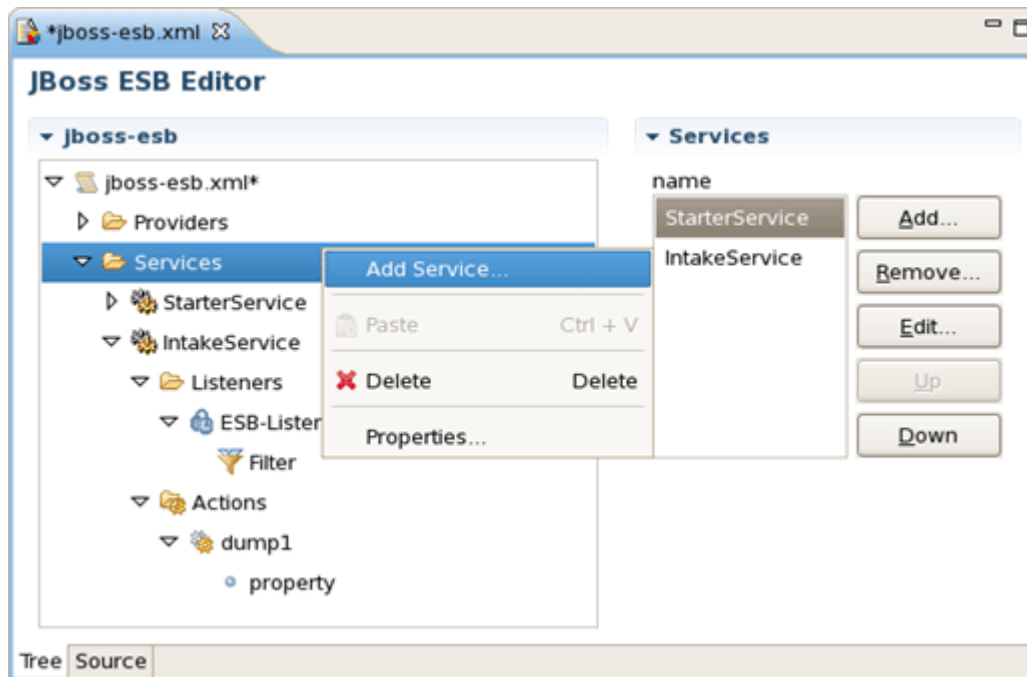 *jboss-esb.xml
JBoss ESB Editor
jboss-esb
jboss-esb.xml*
Providers
Services
StarterService
IntakeService
Listeners
ESB-Lister
Filter
Actions
dump1
property
Add Service...
Paste Ctrl + V
Delete Delete
Properties...
Services
name
StarterService
IntakeService
Add...
Remove...
Edit...
Up
Down
Tree Source